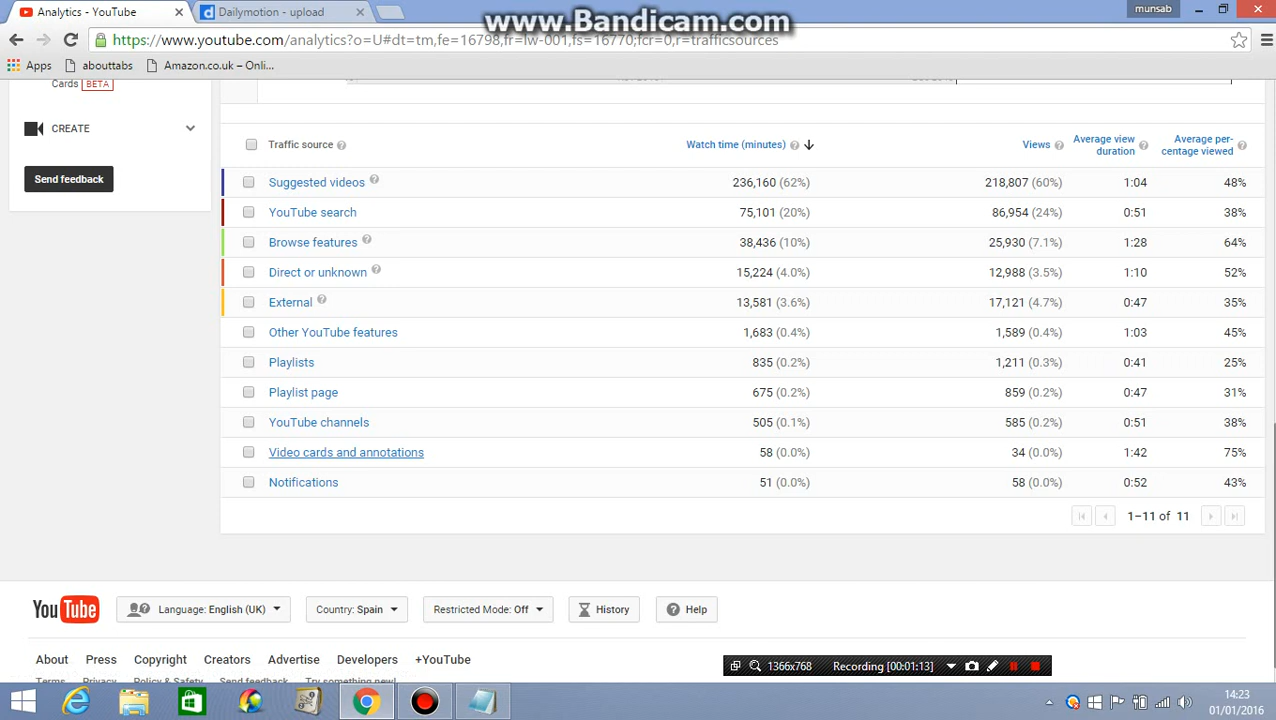 Analytics - YouTube
Dailymotion - upload
www.Bandicam.com
munsab
https://www.youtube.com/analytics?o=U#dt=tm,fe=16798,fr=lw-001,fs=16770;fcr=0,r=trafficsources
Apps
abouttabs
Amazon.co.uk – Onli...
Cards BETA
CREATE
Send feedback
Traffic source Watch time (minutes) Views Average view duration Average per-centage viewed
Suggested videos 236,160 (62%) 218,807 (60%) 1:04 48%
YouTube search 75,101 (20%) 86,954 (24%) 0:51 38%
Browse features 38,436 (10%) 25,930 (7.1%) 1:28 64%
Direct or unknown 15,224 (4.0%) 12,988 (3.5%) 1:10 52%
External 13,581 (3.6%) 17,121 (4.7%) 0:47 35%
Other YouTube features 1,683 (0.4%) 1,589 (0.4%) 1:03 45%
Playlists 835 (0.2%) 1,211 (0.3%) 0:41 25%
Playlist page 675 (0.2%) 859 (0.2%) 0:47 31%
YouTube channels 505 (0.1%) 585 (0.2%) 0:51 38%
Video cards and annotations 58 (0.0%) 34 (0.0%) 1:42 75%
Notifications 51 (0.0%) 58 (0.0%) 0:52 43%
1–11 of 11
YouTube
Language: English (UK)
Country: Spain
Restricted Mode: Off
History
Help
About Press Copyright Creators Advertise Developers +YouTube
Terms Privacy Policy & Safety Send feedback Try something new!
1366x768 Recording [00:01:13]
14:23
01/01/2016